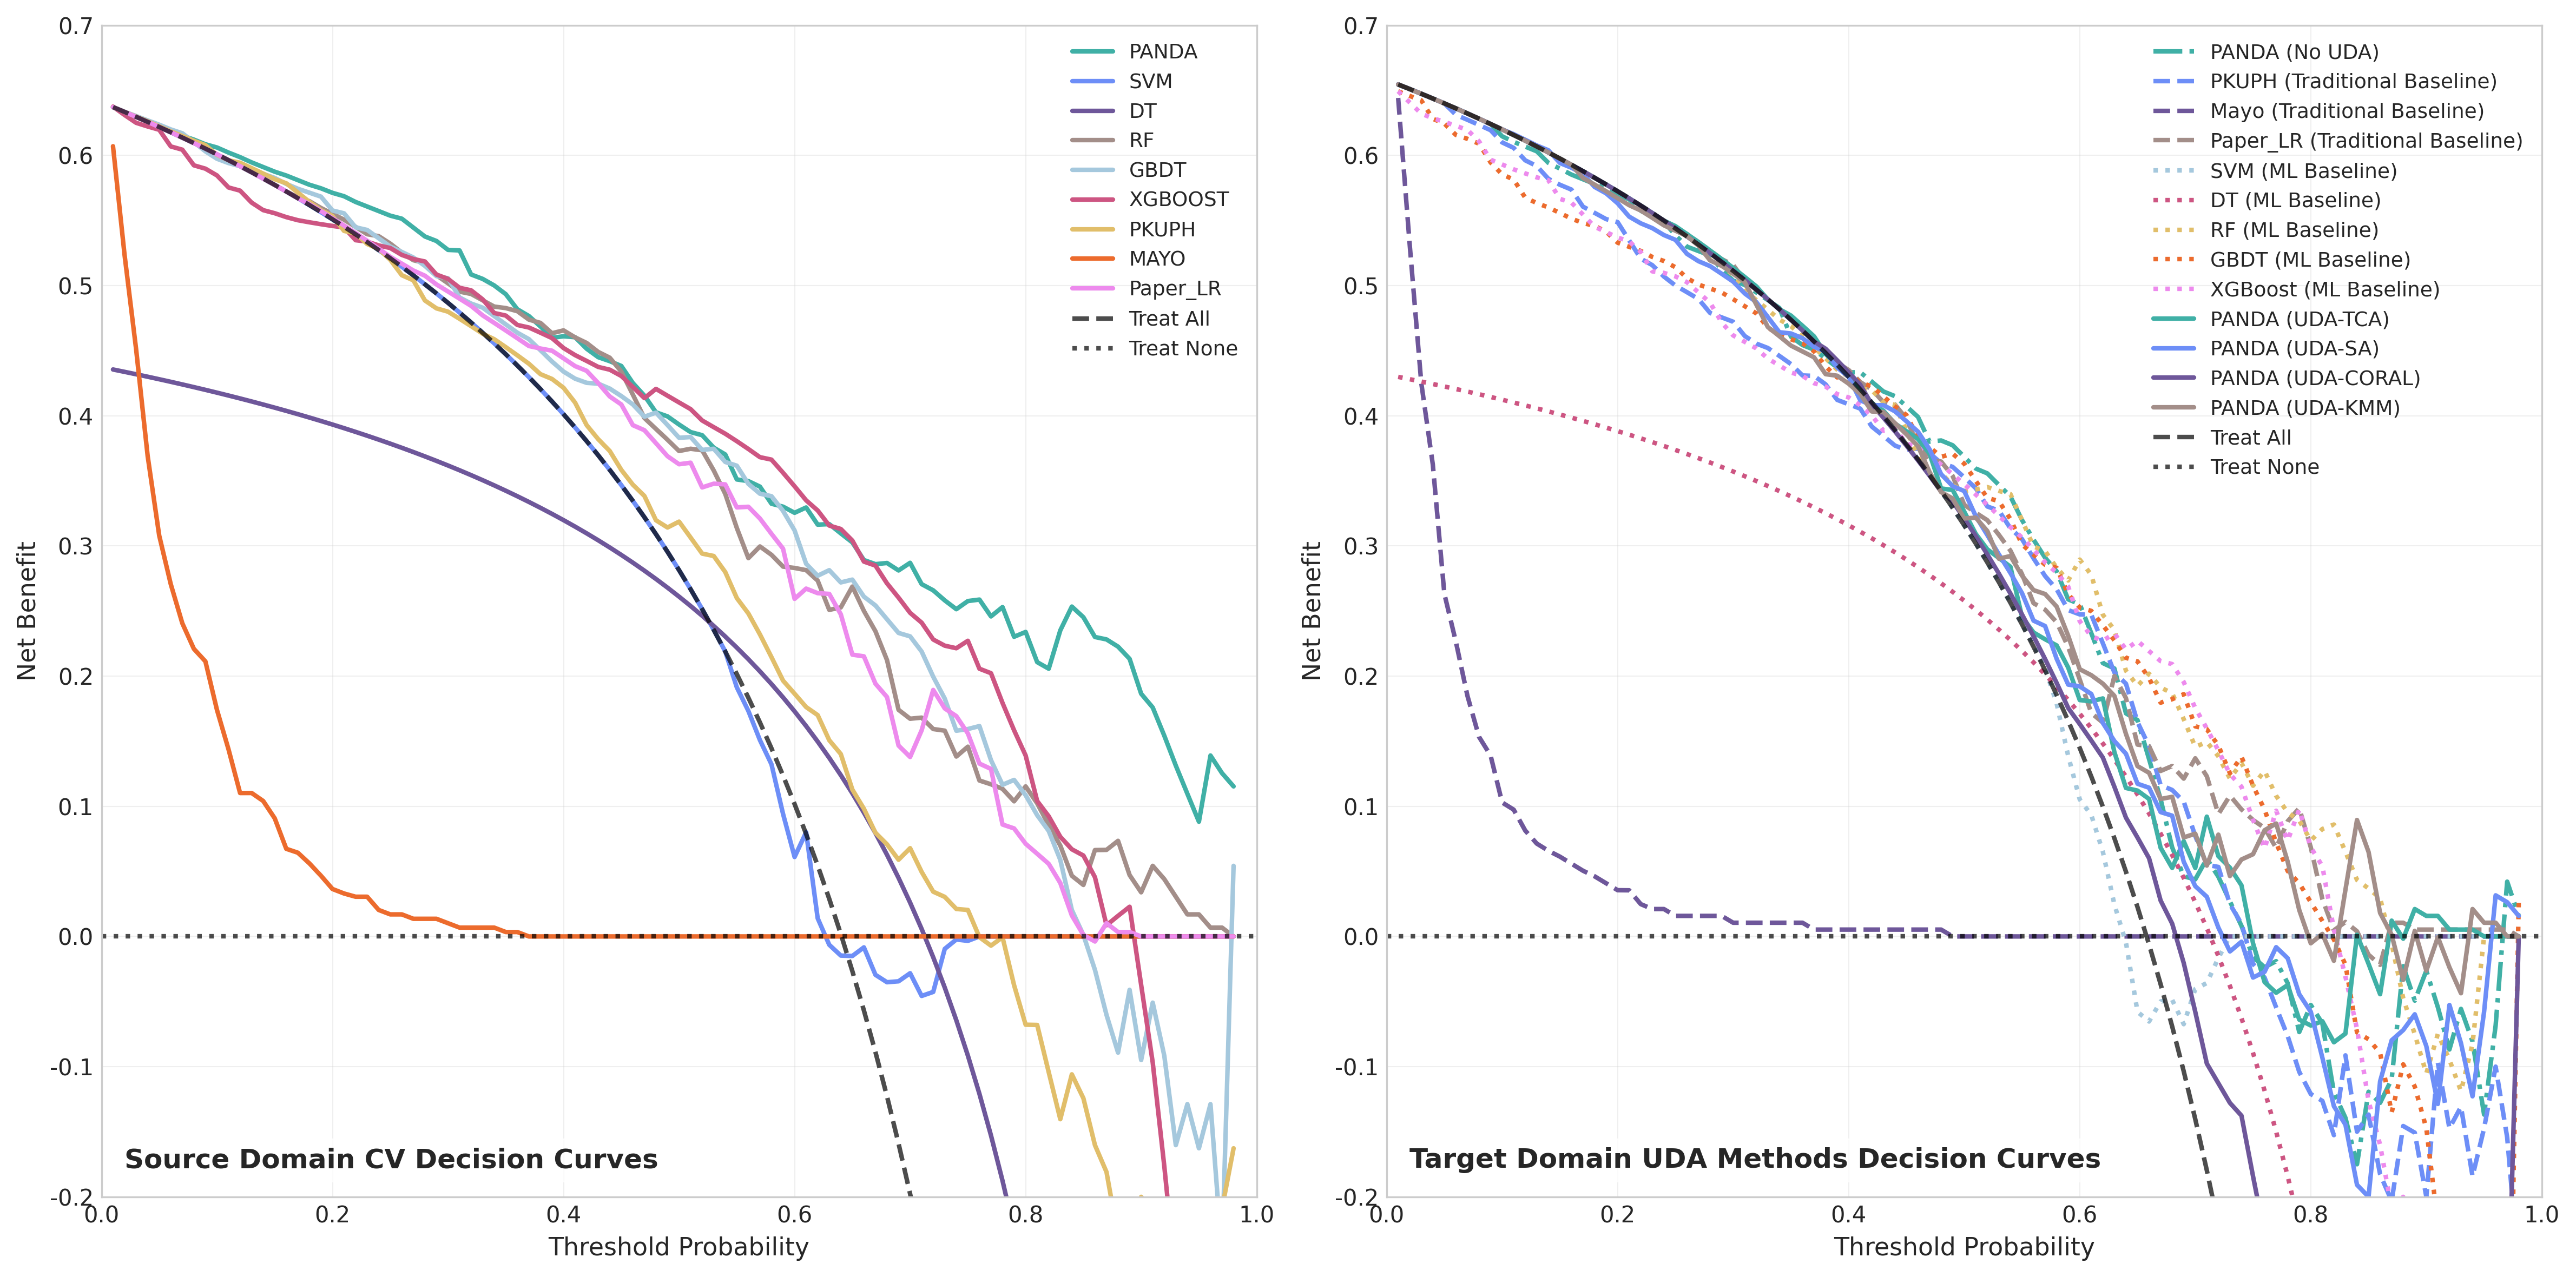 0.7
0.6
0.5
0.4
0.3
0.2
0.1
0.0
-0.1
-0.2
Net Benefit
PANDA
SVM
DT
RF
GBDT
XGBOOST
PKUPH
MAYO
Paper_LR
Treat All
Treat None
Source Domain CV Decision Curves
0.0 0.2 0.4 0.6 0.8 1.0
Threshold Probability
0.7
0.6
0.5
0.4
0.3
0.2
0.1
0.0
-0.1
-0.2
Net Benefit
PANDA (No UDA)
PKUPH (Traditional Baseline)
Mayo (Traditional Baseline)
Paper_LR (Traditional Baseline)
SVM (ML Baseline)
DT (ML Baseline)
RF (ML Baseline)
GBDT (ML Baseline)
XGBoost (ML Baseline)
PANDA (UDA-TCA)
PANDA (UDA-SA)
PANDA (UDA-CORAL)
PANDA (UDA-KMM)
Treat All
Treat None
Target Domain UDA Methods Decision Curves
0.0 0.2 0.4 0.6 0.8 1.0
Threshold Probability